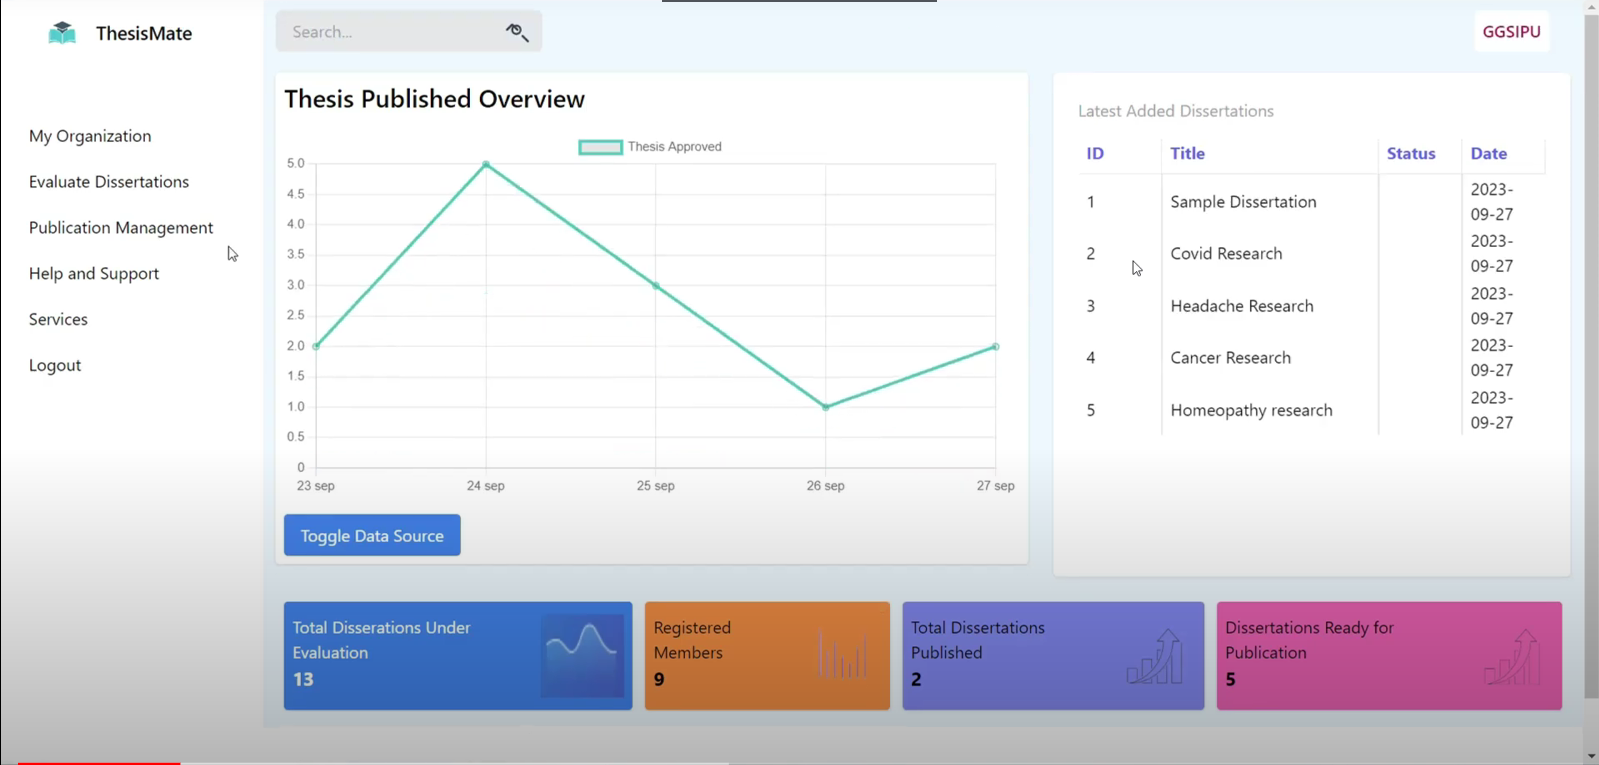 ThesisMate
Search...
GGSIPU
My Organization
Evaluate Dissertations
Publication Management
Help and Support
Services
Logout
Thesis Published Overview
Thesis Approved
5.0
4.5
4.0
3.5
3.0
2.5
2.0
1.5
1.0
0.5
0
23 sep 24 sep 25 sep 26 sep 27 sep
Toggle Data Source
Latest Added Dissertations
ID Title Status Date
1 Sample Dissertation 2023-
09-27
2 Covid Research 2023-
09-27
3 Headache Research 2023-
09-27
4 Cancer Research 2023-
09-27
5 Homeopathy research 2023-
09-27
Total Disserations Under
Evaluation
13
Registered
Members
9
Total Dissertations
Published
2
Dissertations Ready for
Publication
5